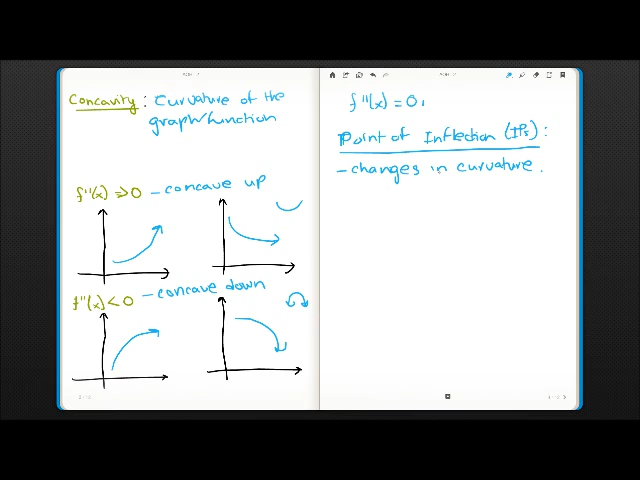 Concavity : Curvature of the
graph/function
f''(x) > 0 – concave up
f''(x) < 0 – concave down
f''(x) = 0,
Point of Inflection (IPs) :
– changes in curvature.